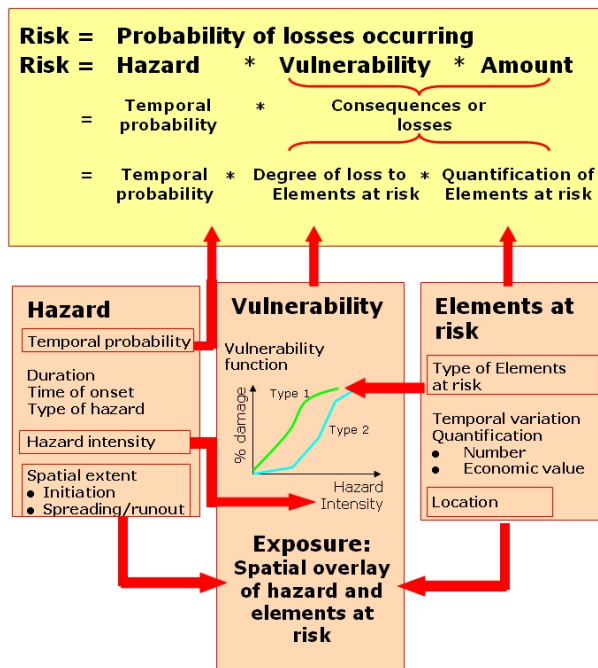 Risk = Probability of losses occurring
Risk = Hazard * Vulnerability * Amount
= Temporal probability * Consequences or losses
= Temporal probability * Degree of loss to Elements at risk * Quantification of Elements at risk
Hazard
Temporal probability
Duration
Time of onset
Type of hazard
Hazard intensity
Spatial extent
● Initiation
● Spreading/runout
Vulnerability
Vulnerability
function
% damage
Type 1
Type 2
Hazard
Intensity
Exposure:
Spatial overlay
of hazard and
elements at
risk
Elements at
risk
Type of Elements
at risk
Temporal variation
Quantification
● Number
● Economic value
Location